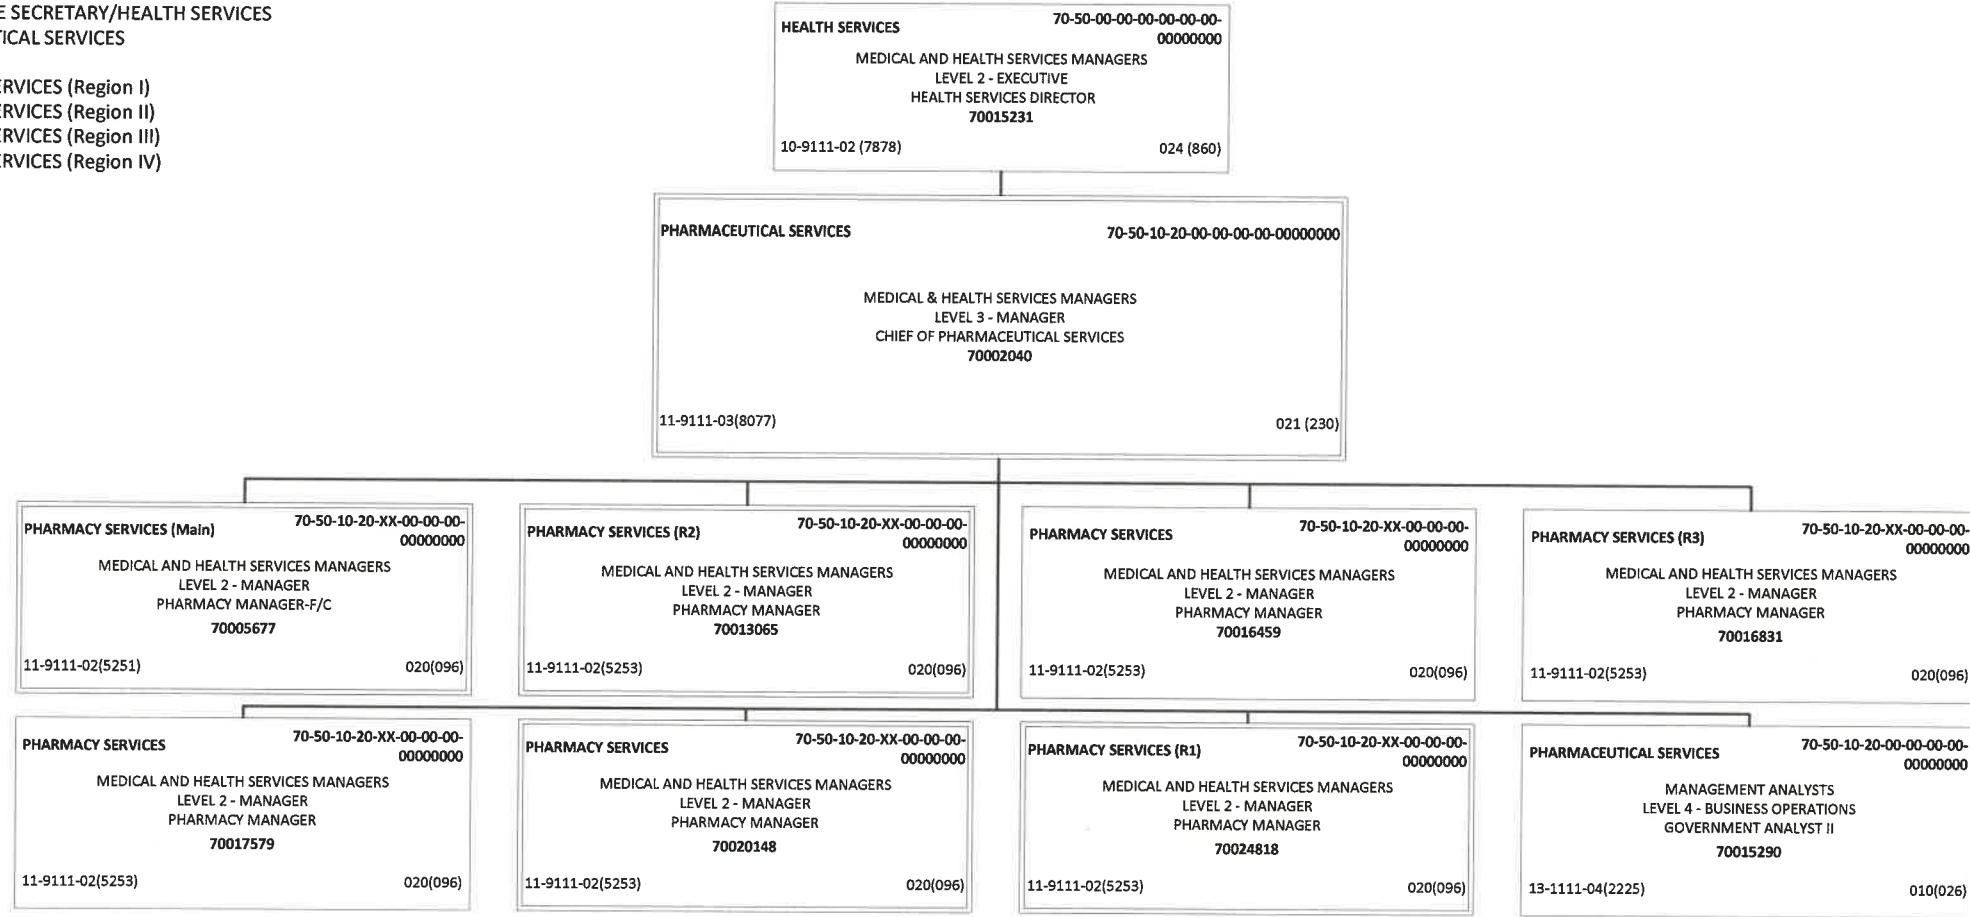 E SECRETARY/HEALTH SERVICES
TICAL SERVICES
ERVICES (Region I)
ERVICES (Region II)
ERVICES (Region III)
ERVICES (Region IV)
HEALTH SERVICES
70-50-00-00-00-00-00-00-
00000000
MEDICAL AND HEALTH SERVICES MANAGERS
LEVEL 2 - EXECUTIVE
HEALTH SERVICES DIRECTOR
70015231
10-9111-02 (7878)
024 (860)
PHARMACEUTICAL SERVICES
70-50-10-20-00-00-00-00-00000000
MEDICAL & HEALTH SERVICES MANAGERS
LEVEL 3 - MANAGER
CHIEF OF PHARMACEUTICAL SERVICES
70002040
11-9111-03(8077)
021 (230)
PHARMACY SERVICES (Main)
70-50-10-20-XX-00-00-00-
00000000
MEDICAL AND HEALTH SERVICES MANAGERS
LEVEL 2 - MANAGER
PHARMACY MANAGER-F/C
70005677
11-9111-02(5251)
020(096)
PHARMACY SERVICES (R2)
70-50-10-20-XX-00-00-00-
00000000
MEDICAL AND HEALTH SERVICES MANAGERS
LEVEL 2 - MANAGER
PHARMACY MANAGER
70013065
11-9111-02(5253)
020(096)
PHARMACY SERVICES
70-50-10-20-XX-00-00-00-
00000000
MEDICAL AND HEALTH SERVICES MANAGERS
LEVEL 2 - MANAGER
PHARMACY MANAGER
70016459
11-9111-02(5253)
020(096)
PHARMACY SERVICES (R3)
70-50-10-20-XX-00-00-00-
00000000
MEDICAL AND HEALTH SERVICES MANAGERS
LEVEL 2 - MANAGER
PHARMACY MANAGER
70016831
11-9111-02(5253)
020(096)
PHARMACY SERVICES
70-50-10-20-XX-00-00-00-
00000000
MEDICAL AND HEALTH SERVICES MANAGERS
LEVEL 2 - MANAGER
PHARMACY MANAGER
70017579
11-9111-02(5253)
020(096)
PHARMACY SERVICES
70-50-10-20-XX-00-00-00-
00000000
MEDICAL AND HEALTH SERVICES MANAGERS
LEVEL 2 - MANAGER
PHARMACY MANAGER
70020148
11-9111-02(5253)
020(096)
PHARMACY SERVICES (R1)
70-50-10-20-XX-00-00-00-
00000000
MEDICAL AND HEALTH SERVICES MANAGERS
LEVEL 2 - MANAGER
PHARMACY MANAGER
70024818
11-9111-02(5253)
020(096)
PHARMACEUTICAL SERVICES
70-50-10-20-00-00-00-00-
00000000
MANAGEMENT ANALYSTS
LEVEL 4 - BUSINESS OPERATIONS
GOVERNMENT ANALYST II
70015290
13-1111-04(2225)
010(026)